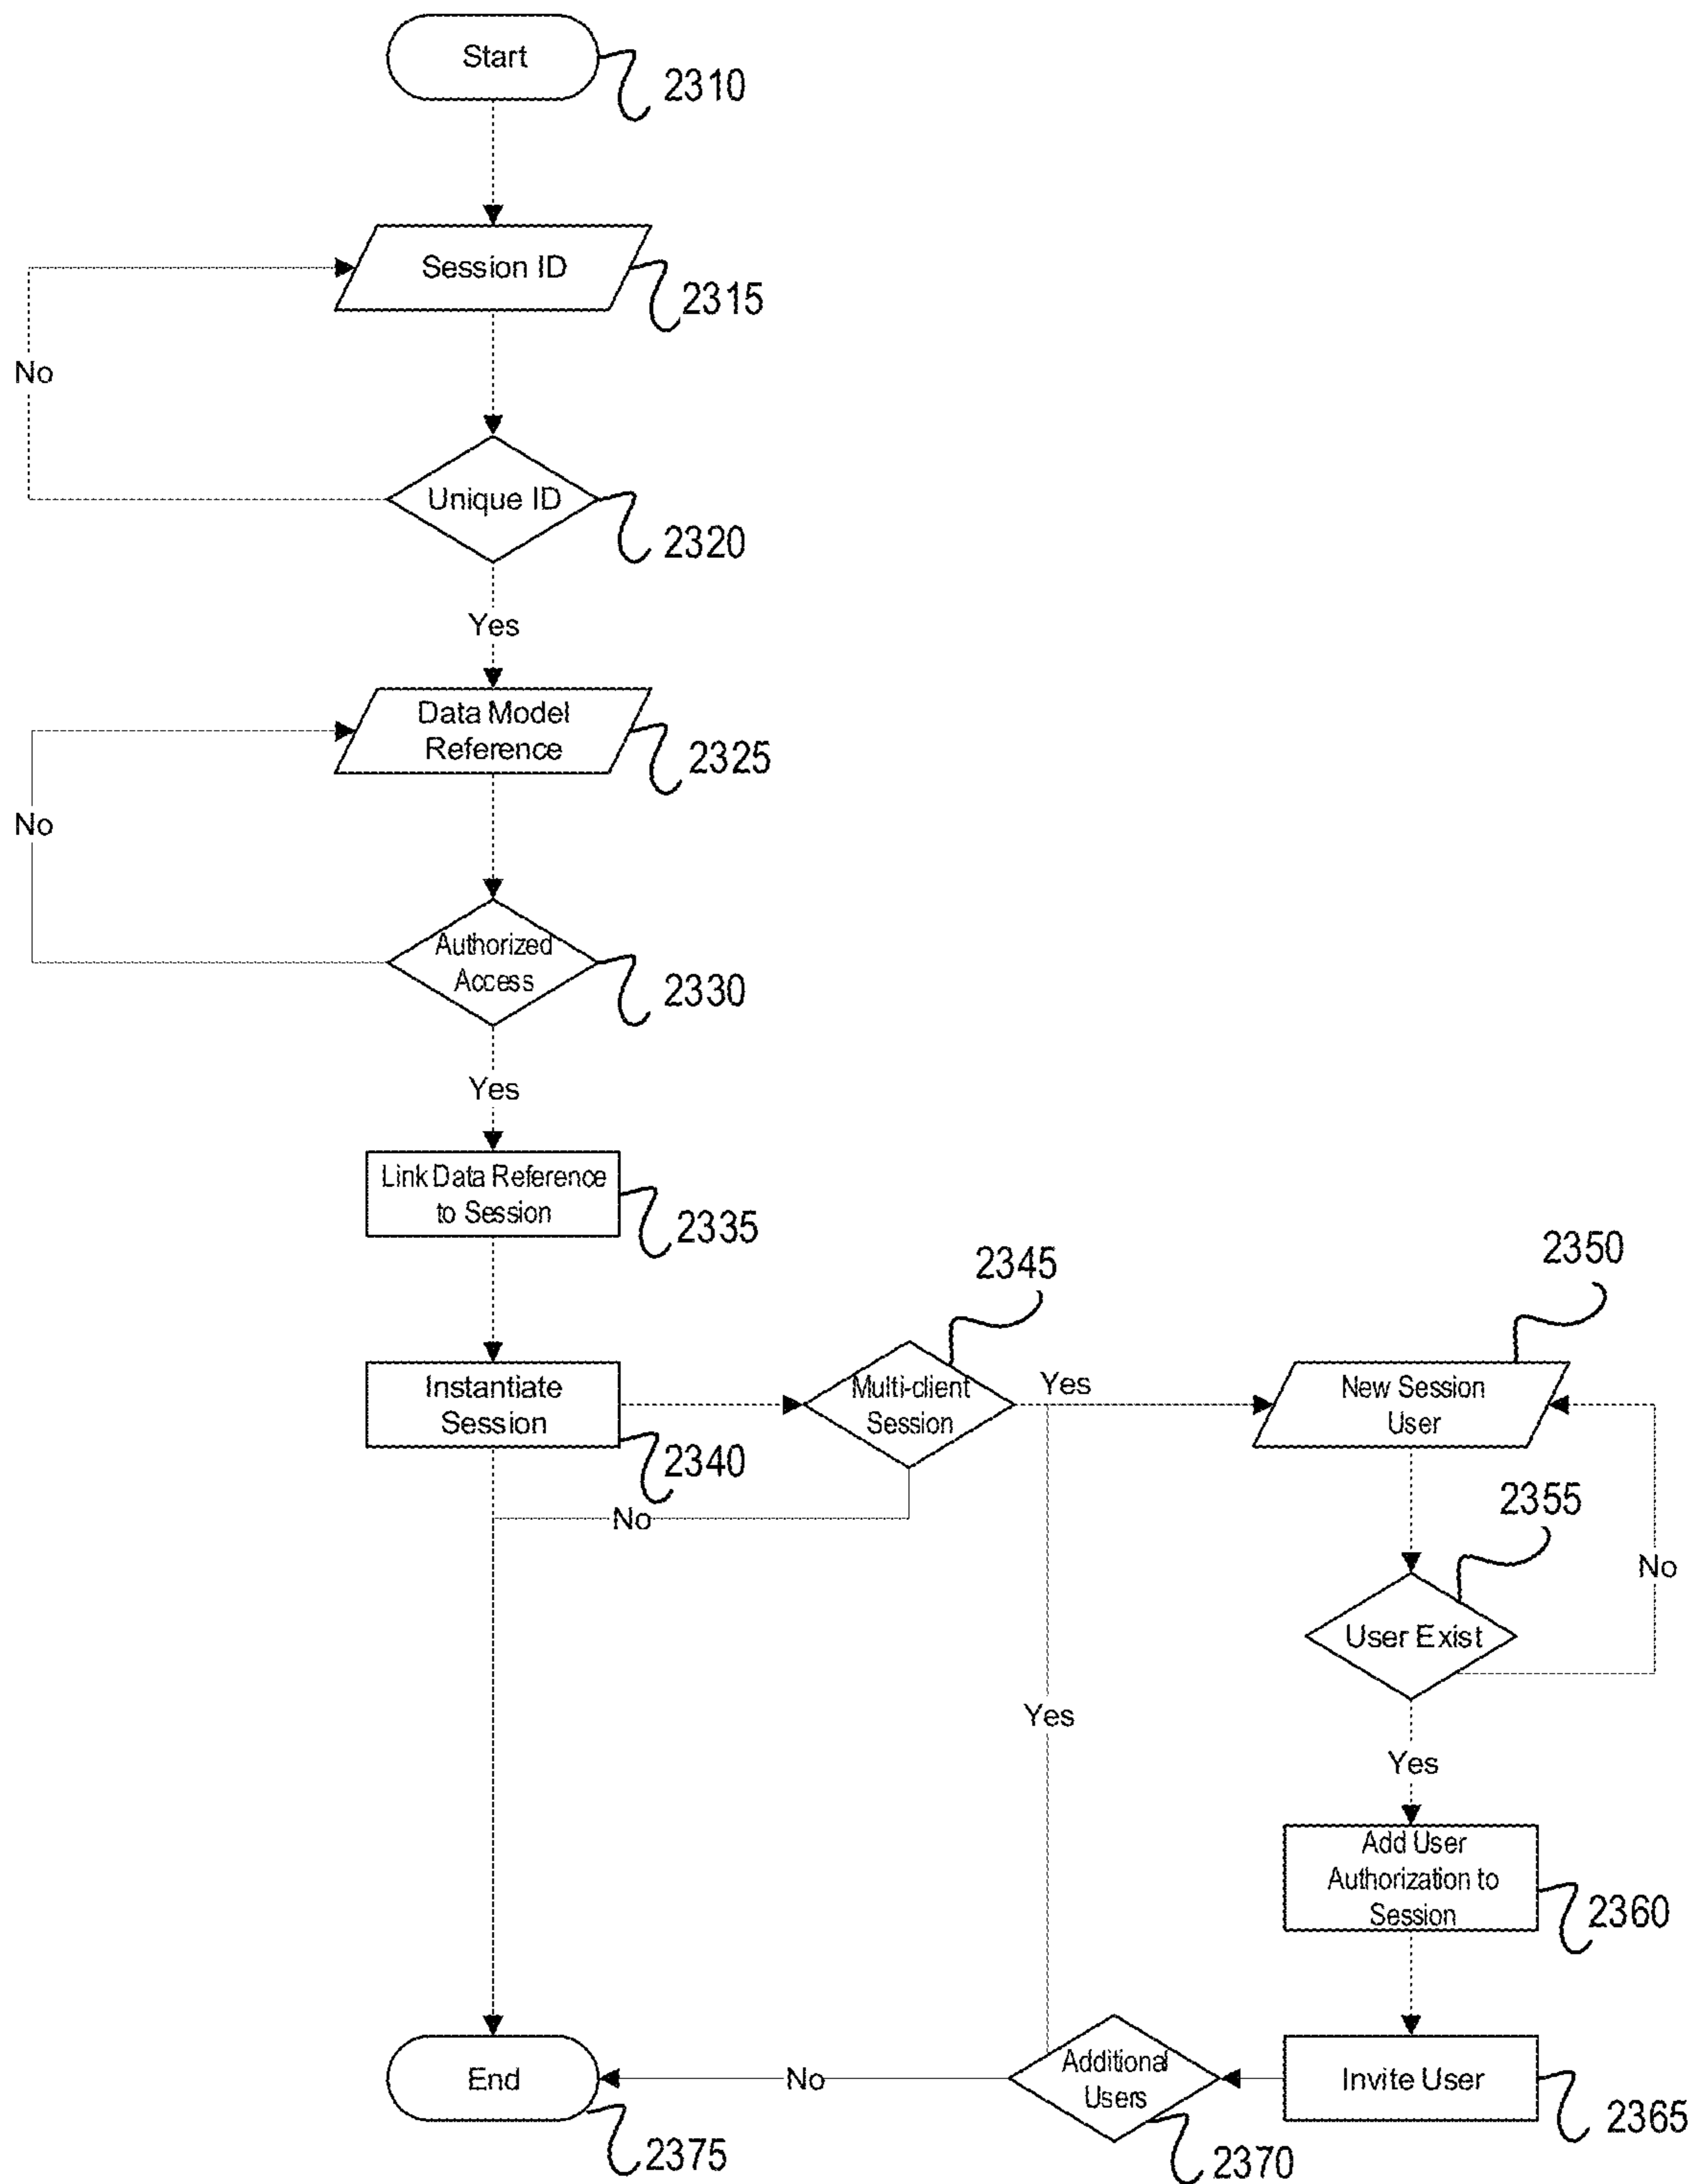 Start
2310
Session ID
2315
No
Unique ID
2320
Yes
Data Model
Reference
2325
No
Authorized
Access
2330
Yes
Link Data Reference
to Session
2335
Instantiate
Session
2340
2345
Multi-client
Session
Yes
No
2350
New Session
User
2355
No
User Exist
Yes
Yes
Add User
Authorization to
Session
2360
Invite User
2365
Additional
Users
2370
No
End
2375